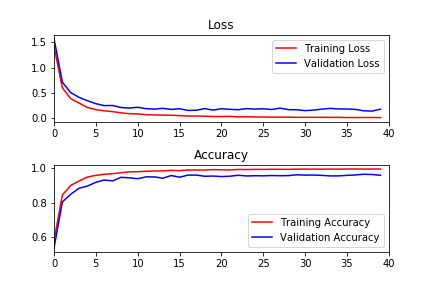 Loss
1.5
1.0
0.5
0.0
Training Loss
Validation Loss
0 5 10 15 20 25 30 35 40
Accuracy
1.0
0.8
0.6
Training Accuracy
Validation Accuracy
0 5 10 15 20 25 30 35 40